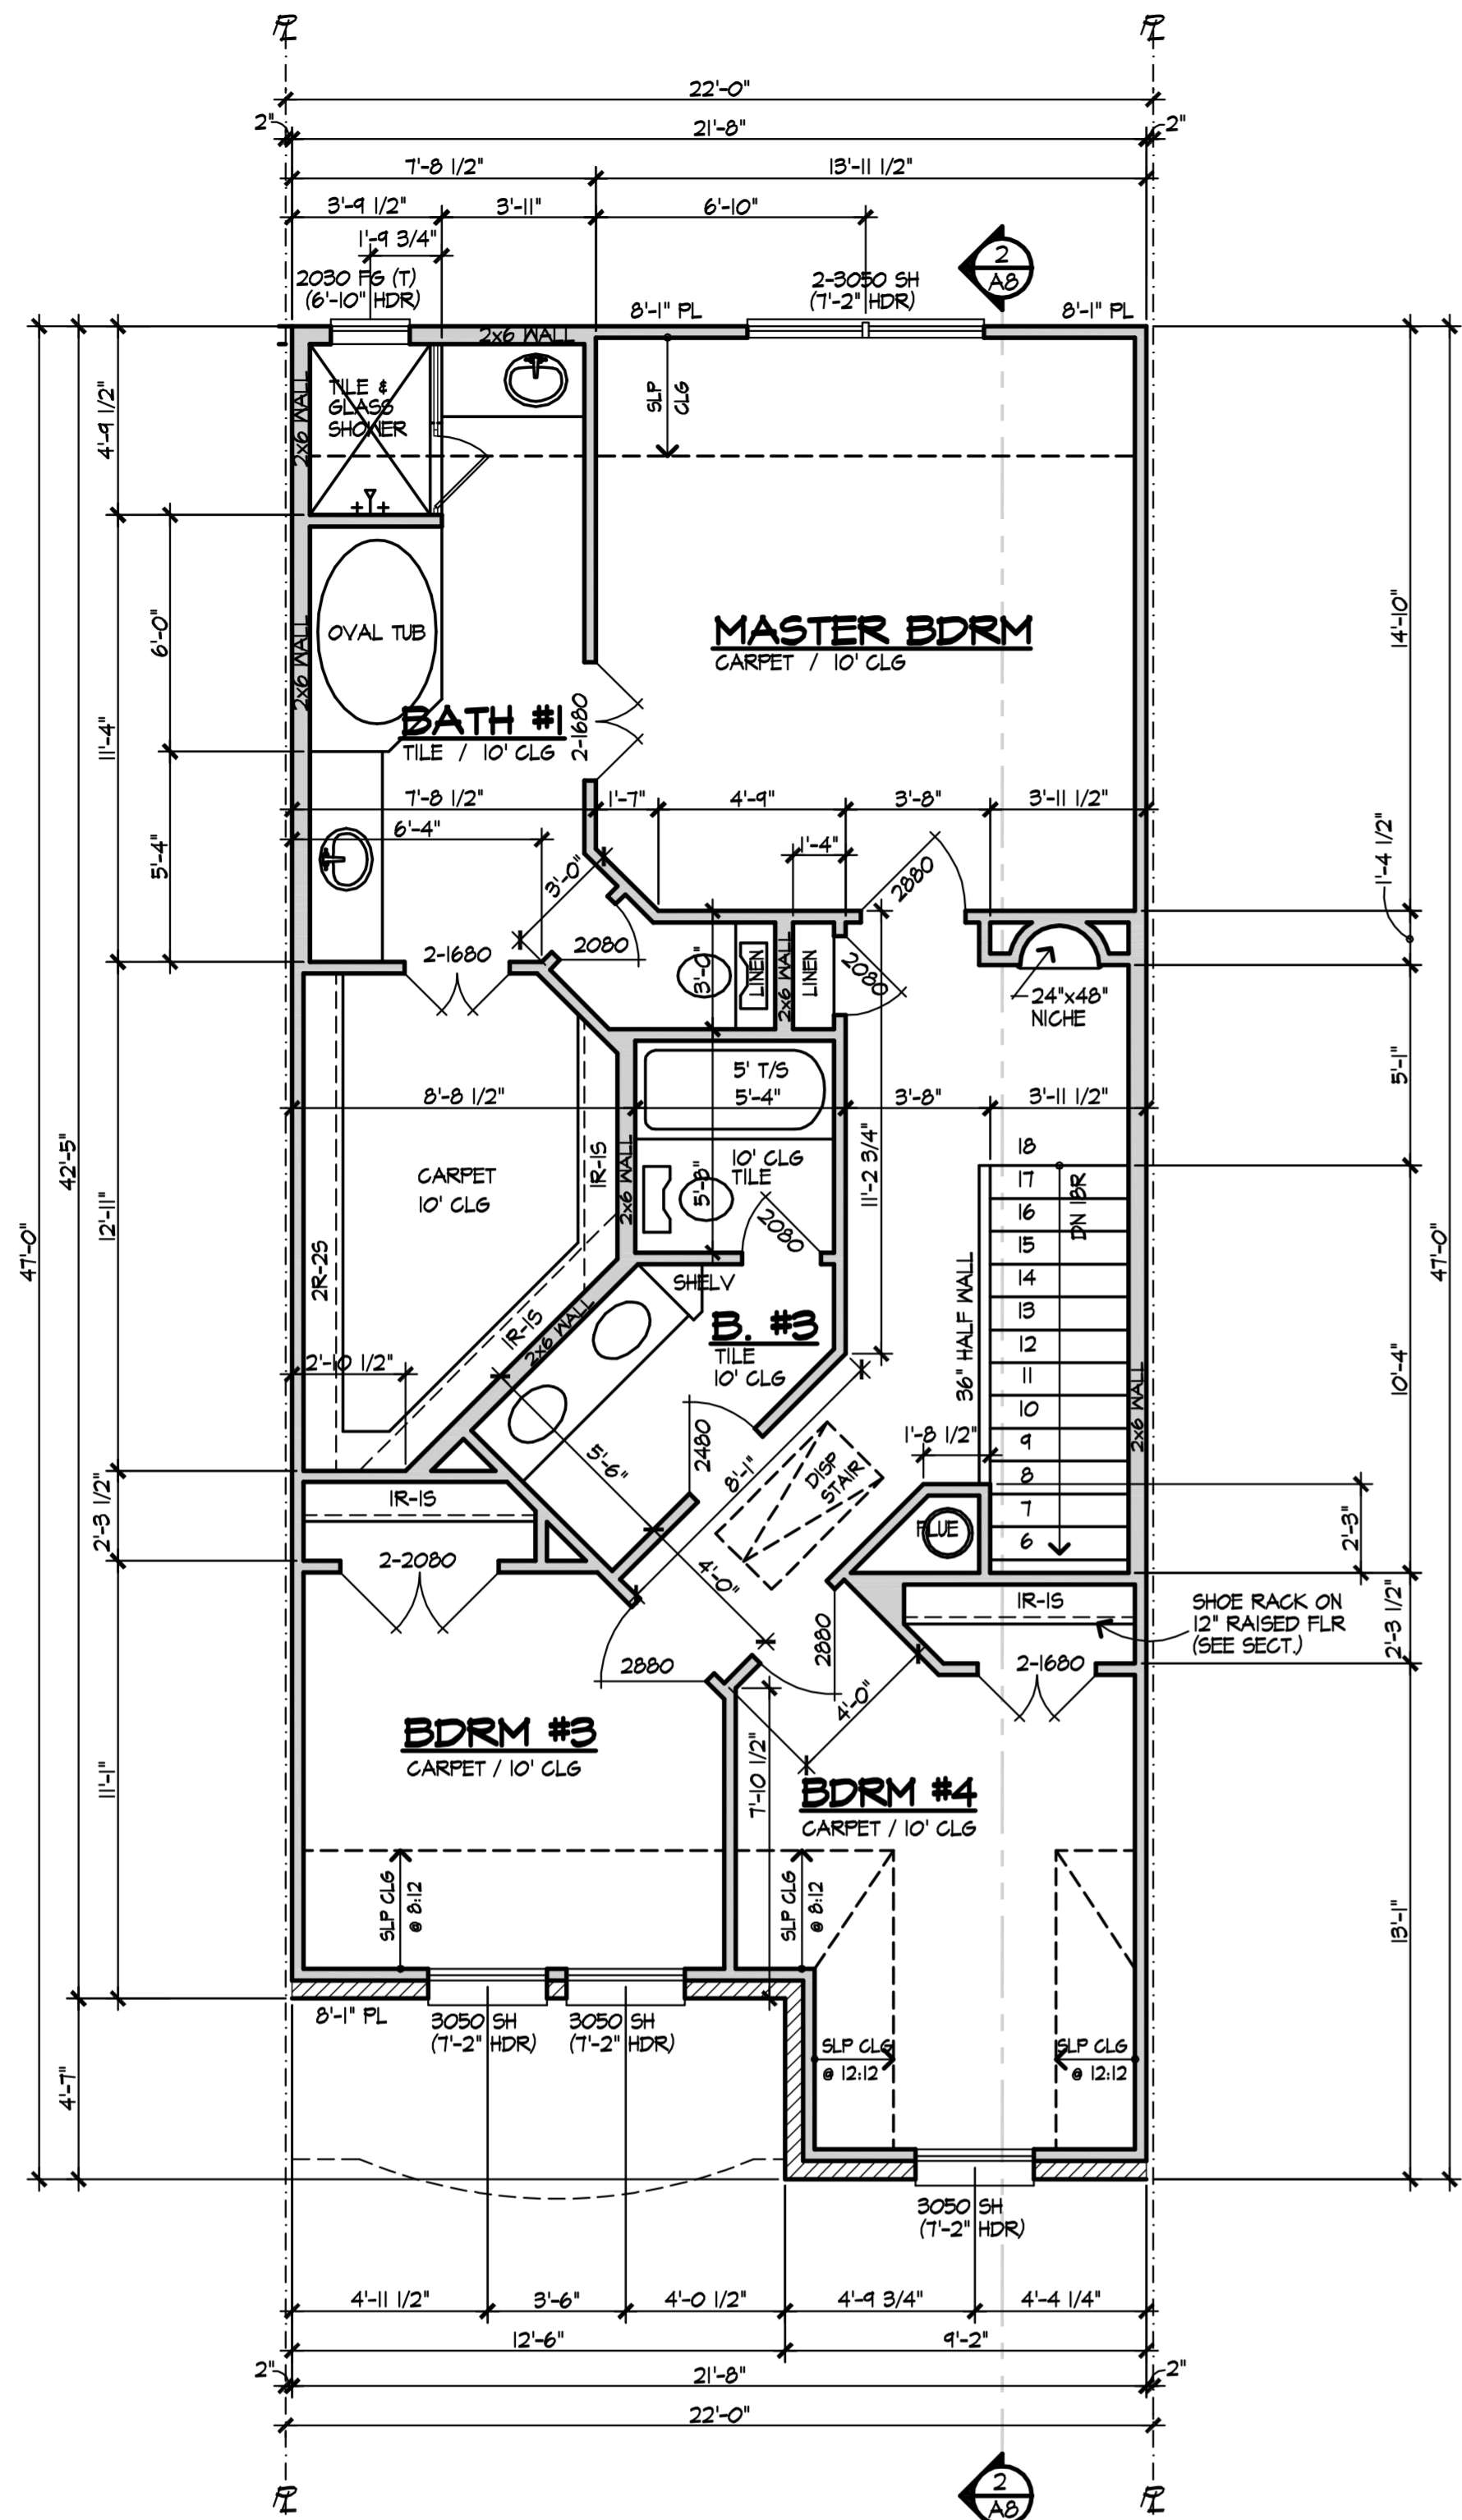 PL
PL
22'-0"
2"
21'-8"
2"
7'-8 1/2"
13'-11 1/2"
3'-9 1/2"
3'-11"
6'-10"
1'-9 3/4"
2
A8
2030 FG (T)
(6'-10" HDR)
2-3050 SH
(7'-2" HDR)
8'-1" PL
8'-1" PL
2x6 WALL
2x6 WALL
TILE &
GLASS
SHOWER
SLP
CLG
4'-9 1/2"
6'-0"
11'-4"
2x6 WALL
OVAL TUB
MASTER BDRM
CARPET / 10' CLG
14'-10"
BATH #1
TILE / 10' CLG
2-1680
7'-8 1/2"
1'-7"
4'-9"
3'-8"
3'-11 1/2"
6'-4"
1'-4"
5'-4"
3'-0"
2880
1'-4 1/2"
2-1680
2080
3'-0"
LINEN
2x6 WALL
LINEN
2080
24"x48"
NICHE
5' T/S
5'-4"
8'-8 1/2"
3'-8"
3'-11 1/2"
5'-1"
42'-5"
47'-0"
12'-11"
CARPET
10' CLG
1R-1S
2x6 WALL
10' CLG
TILE
5'-8"
2080
11'-2 3/4"
18
17
16
15
14
13
12
11
10
9
8
7
6
DN 18R
36" HALF WALL
2x6 WALL
47'-0"
10'-4"
2R-2S
1R-1S
2x6 WALL
SHELV
B. #3
TILE
10' CLG
2'-10 1/2"
2480
5'-6"
8'-1"
DISP
STAIR
1'-8 1/2"
FLUE
2'-3"
2'-3 1/2"
1R-1S
2-2080
4'-0"
1R-1S
SHOE RACK ON
12" RAISED FLR
(SEE SECT.)
2'-3 1/2"
2880
2880
2-1680
4'-0"
BDRM #3
CARPET / 10' CLG
7'-10 1/2"
BDRM #4
CARPET / 10' CLG
11'-1"
SLP CLG
@ 8:12
SLP CLG
@ 8:12
13'-1"
8'-1" PL
3050 SH
(7'-2" HDR)
3050 SH
(7'-2" HDR)
SLP CLG
@ 12:12
SLP CLG
@ 12:12
4'-7"
3050 SH
(7'-2" HDR)
4'-11 1/2"
3'-6"
4'-0 1/2"
4'-9 3/4"
4'-4 1/4"
12'-6"
9'-2"
2"
21'-8"
2"
22'-0"
PL
PL
2
A8